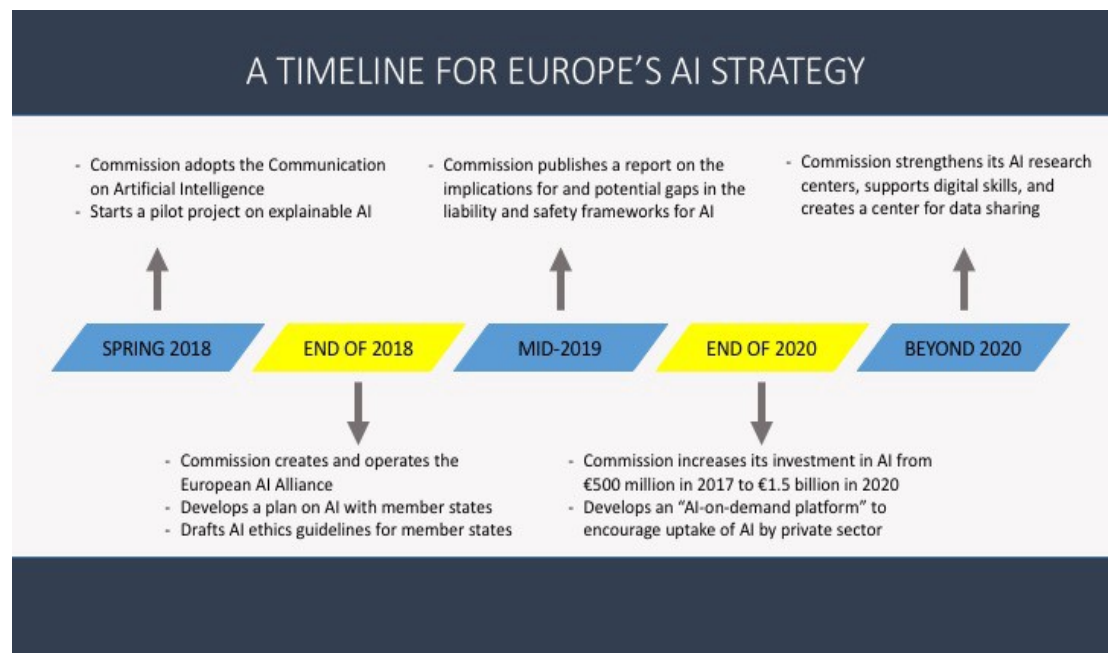 A TIMELINE FOR EUROPE'S AI STRATEGY
- Commission adopts the Communication
on Artificial Intelligence
- Starts a pilot project on explainable AI
- Commission publishes a report on the
implications for and potential gaps in the
liability and safety frameworks for AI
- Commission strengthens its AI research
centers, supports digital skills, and
creates a center for data sharing
SPRING 2018
END OF 2018
MID-2019
END OF 2020
BEYOND 2020
- Commission creates and operates the
European AI Alliance
- Develops a plan on AI with member states
- Drafts AI ethics guidelines for member states
- Commission increases its investment in AI from
€500 million in 2017 to €1.5 billion in 2020
- Develops an “AI-on-demand platform” to
encourage uptake of AI by private sector